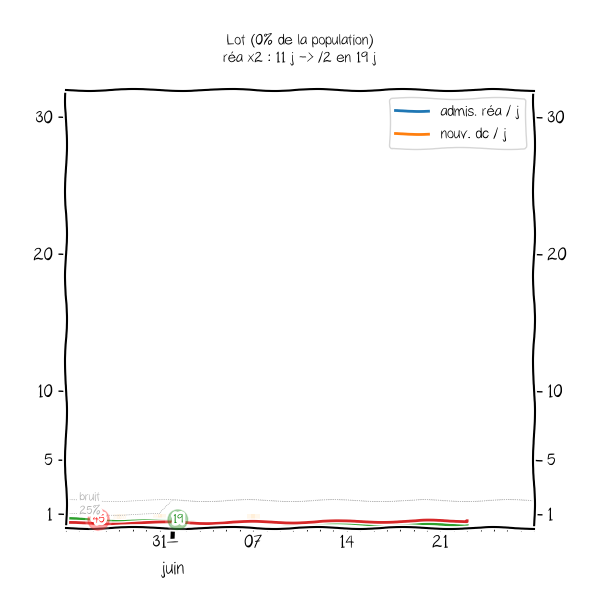 Lot (0% de la population)
réa x2 : 11 j -> /2 en 19 j
admis. réa / j
nouv. dc / j
30 30
20 20
10 10
5 5
bruit
25%
1 45 19 1
31 07 14 21
juin